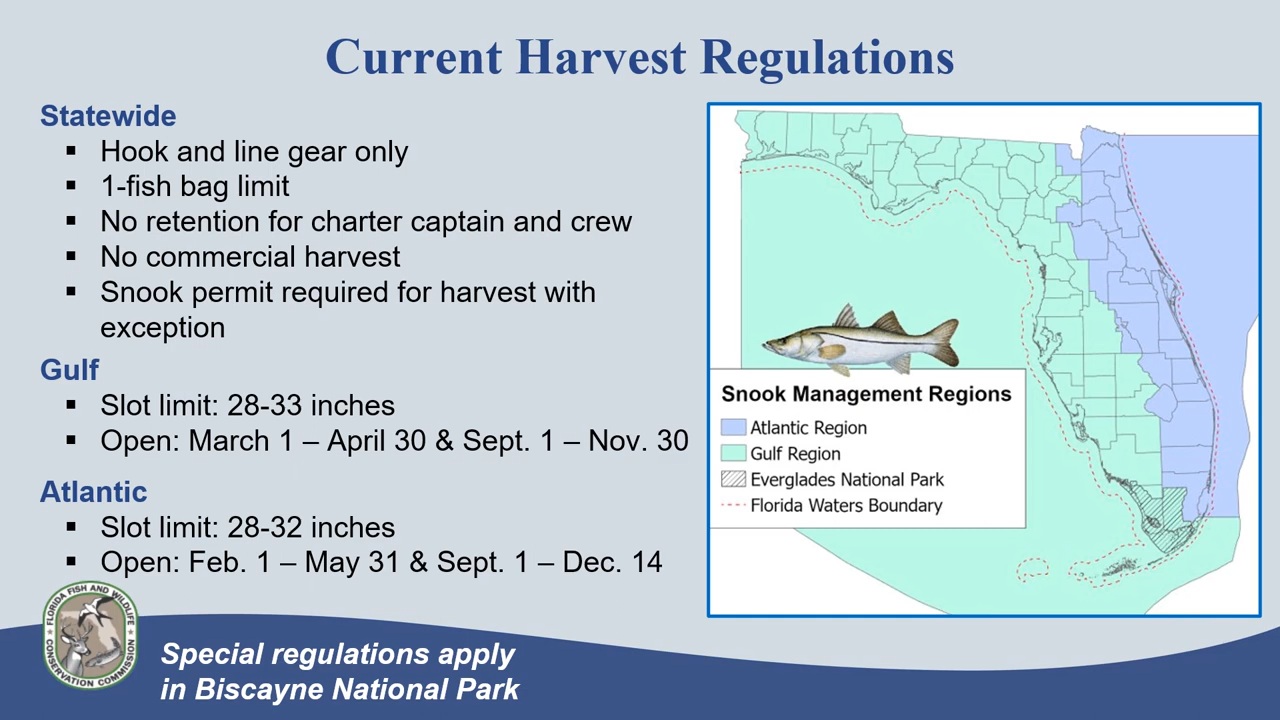 Current Harvest Regulations
Statewide
▪ Hook and line gear only
▪ 1-fish bag limit
▪ No retention for charter captain and crew
▪ No commercial harvest
▪ Snook permit required for harvest with
exception
Gulf
▪ Slot limit: 28-33 inches
▪ Open: March 1 – April 30 & Sept. 1 – Nov. 30
Atlantic
▪ Slot limit: 28-32 inches
▪ Open: Feb. 1 – May 31 & Sept. 1 – Dec. 14
Snook Management Regions
Atlantic Region
Gulf Region
Everglades National Park
Florida Waters Boundary
FLORIDA FISH AND WILDLIFE
CONSERVATION COMMISSION
Special regulations apply
in Biscayne National Park